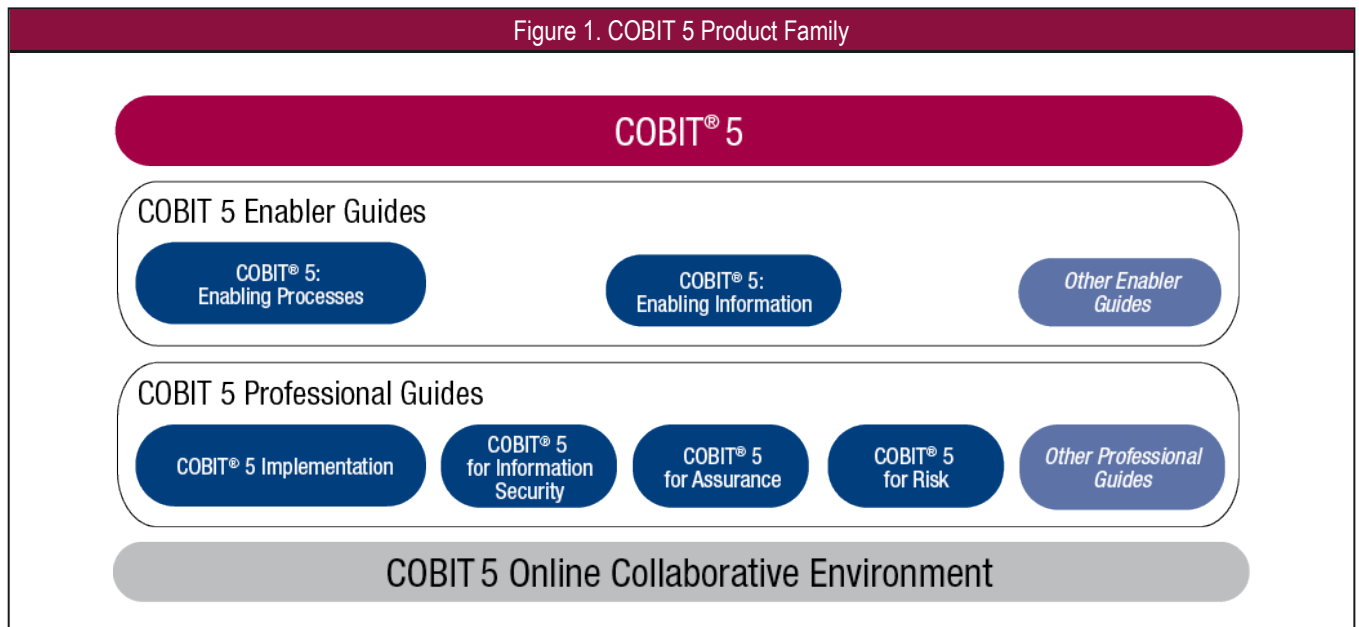 Figure 1. COBIT 5 Product Family
COBIT® 5
COBIT 5 Enabler Guides
COBIT® 5:
Enabling Processes
COBIT® 5:
Enabling Information
Other Enabler
Guides
COBIT 5 Professional Guides
COBIT® 5 Implementation
COBIT® 5
for Information
Security
COBIT® 5
for Assurance
COBIT® 5
for Risk
Other Professional
Guides
COBIT 5 Online Collaborative Environment